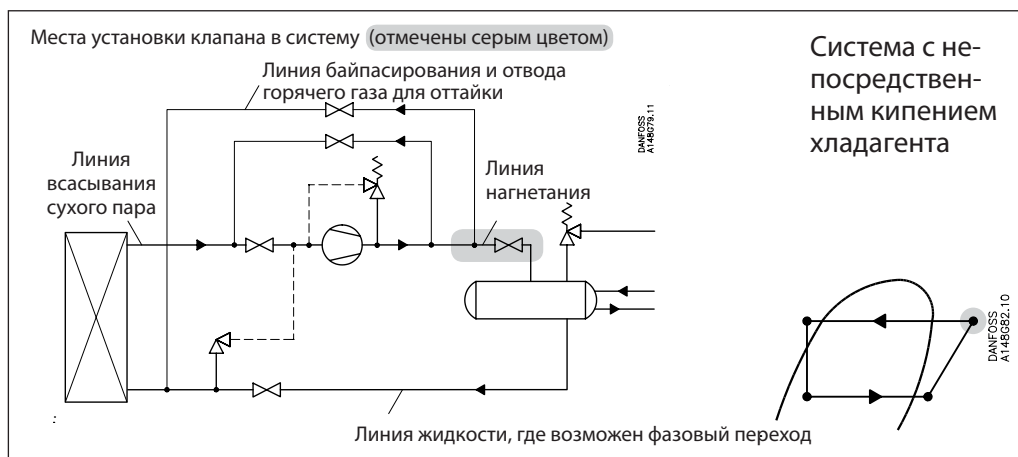 Места установки клапана в систему (отмечены серым цветом)
Линия байпасирования и отвода
горячего газа для оттайки
Система с не-
посредствен-
ным кипением
хладагента
DANFOSS
A148G79.11
Линия
всасывания
сухого пара
Линия
нагнетания
DANFOSS
A148G82.10
:
Линия жидкости, где возможен фазовый переход